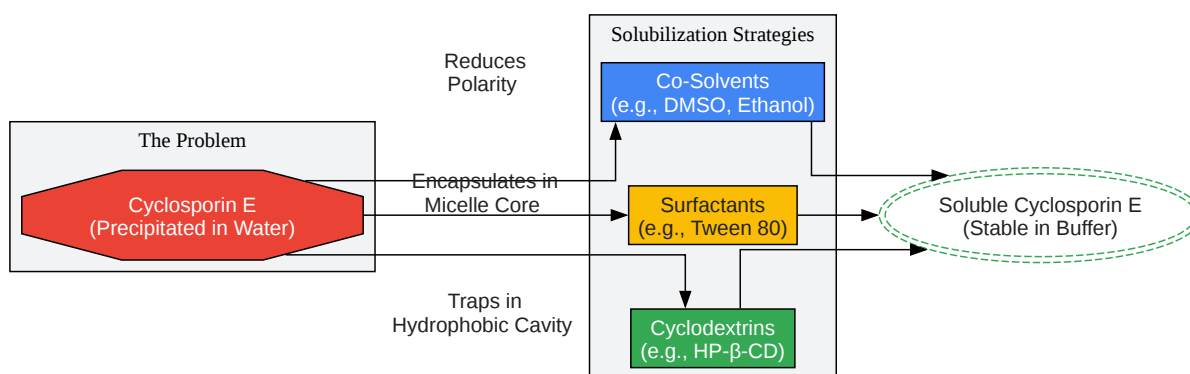 The Problem
Cyclosporin E
(Precipitated in Water)
Reduces
Polarity
Encapsulates in
Micelle Core
Traps in
Hydrophobic Cavity
Solubilization Strategies
Co-Solvents
(e.g., DMSO, Ethanol)
Surfactants
(e.g., Tween 80)
Cyclodextrins
(e.g., HP-β-CD)
Soluble Cyclosporin E
(Stable in Buffer)